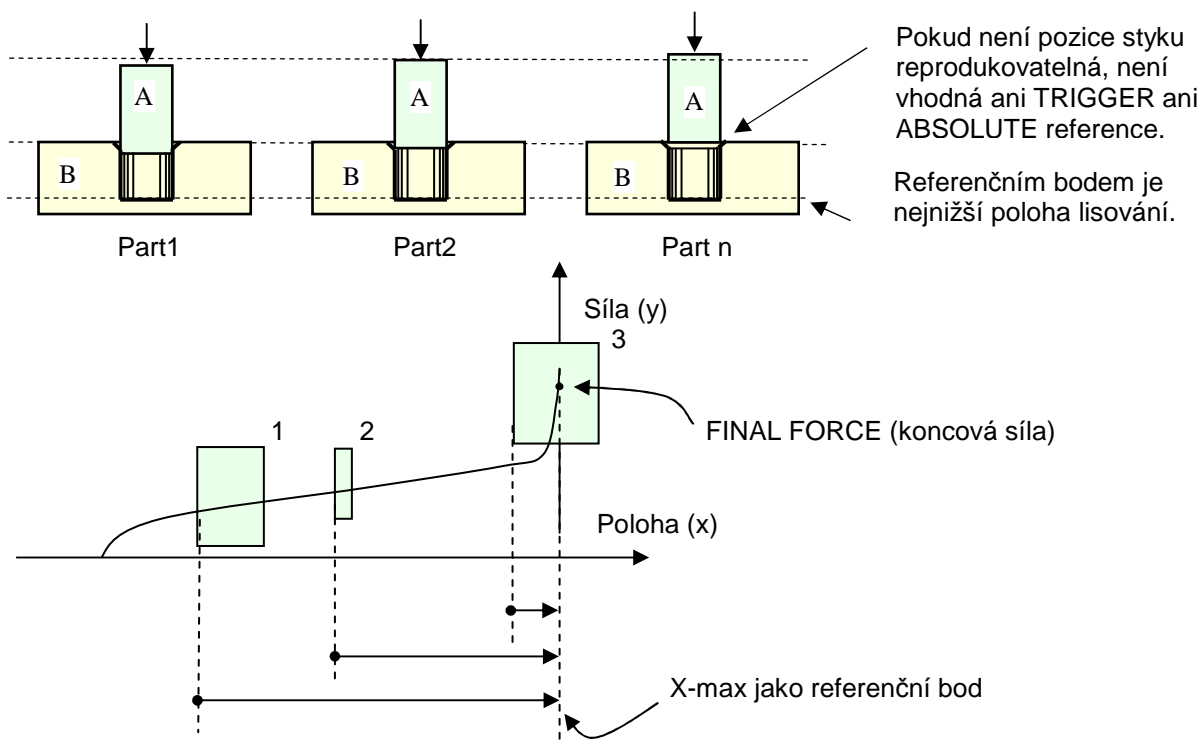 A
A
A
B
B
B
Part1
Part2
Part n
Pokud není pozice styku
reprodukovatelná, není
vhodná ani TRIGGER ani
ABSOLUTE reference.
Referenčním bodem je
nejnižší poloha lisování.
Síla (y)
3
1
2
FINAL FORCE (koncová síla)
Poloha (x)
X-max jako referenční bod